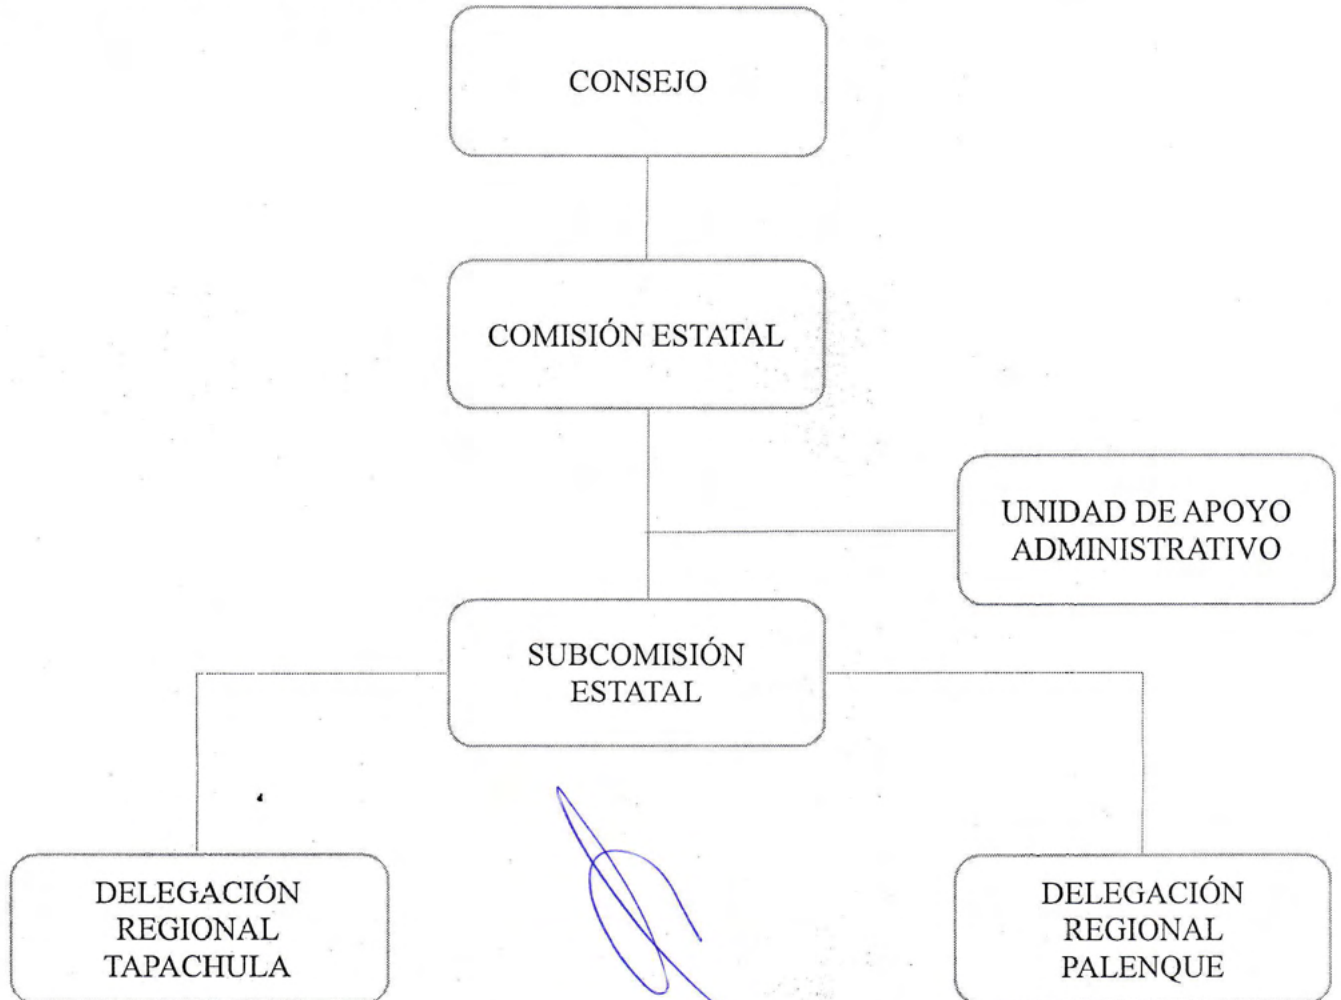 CONSEJO
COMISIÓN ESTATAL
UNIDAD DE APOYO
ADMINISTRATIVO
SUBCOMISIÓN
ESTATAL
DELEGACIÓN
REGIONAL
TAPACHULA
DELEGACIÓN
REGIONAL
PALENQUE